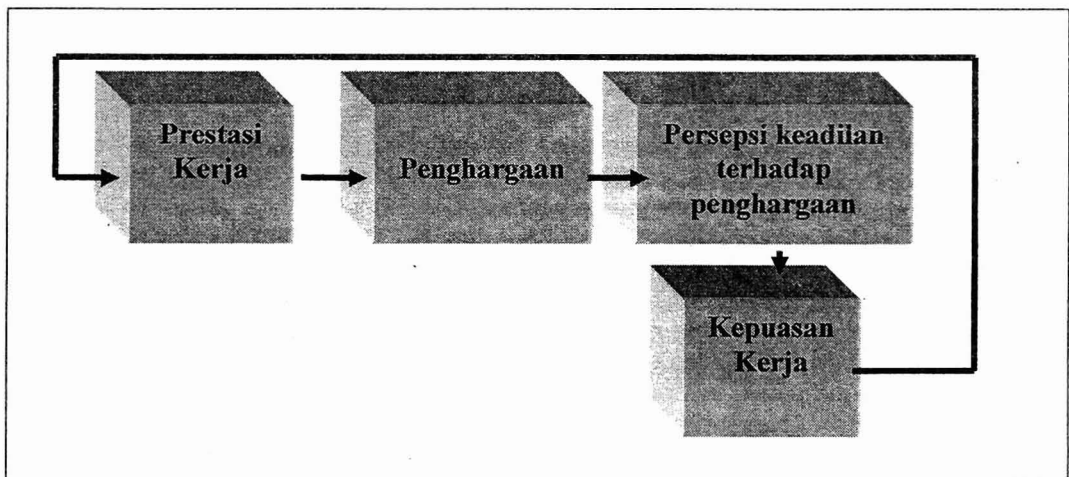 Prestasi
Kerja
Penghargaan
Persepsi keadilan
terhadap
penghargaan
Kepuasan
Kerja